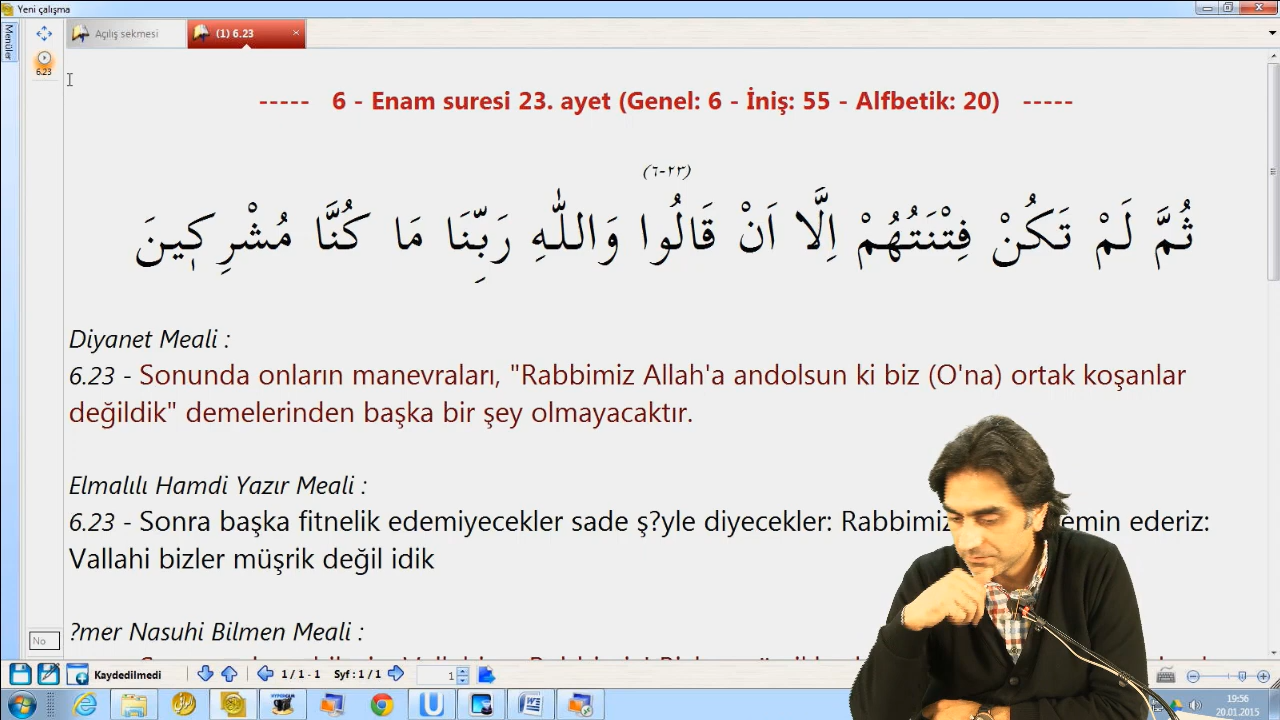 Yeni çalışma
Menüler
Açılış sekmesi
(1) 6.23
6.23
----- 6 - Enam suresi 23. ayet (Genel: 6 - İniş: 55 - Alfbetik: 20) -----
(٦-٢٣)
ثُمَّ لَمْ تَكُنْ فِتْنَتُهُمْ اِلَّٓا اَنْ قَالُوا وَاللّٰهِ رَبِّنَا مَا كُنَّا مُشْرِك۪ينَ
Diyanet Meali :
6.23 - Sonunda onların manevraları, "Rabbimiz Allah'a andolsun ki biz (O'na) ortak koşanlar
değildik" demelerinden başka bir şey olmayacaktır.
Elmalılı Hamdi Yazır Meali :
6.23 - Sonra başka fitnelik edemiyecekler sade ş?yle diyecekler: Rabbimiz emin ederiz:
Vallahi bizler müşrik değil idik
?mer Nasuhi Bilmen Meali :
No
Kaydedilmedi
1 / 1 - 1
Syf : 1 / 1
1
19:56
20.01.2015